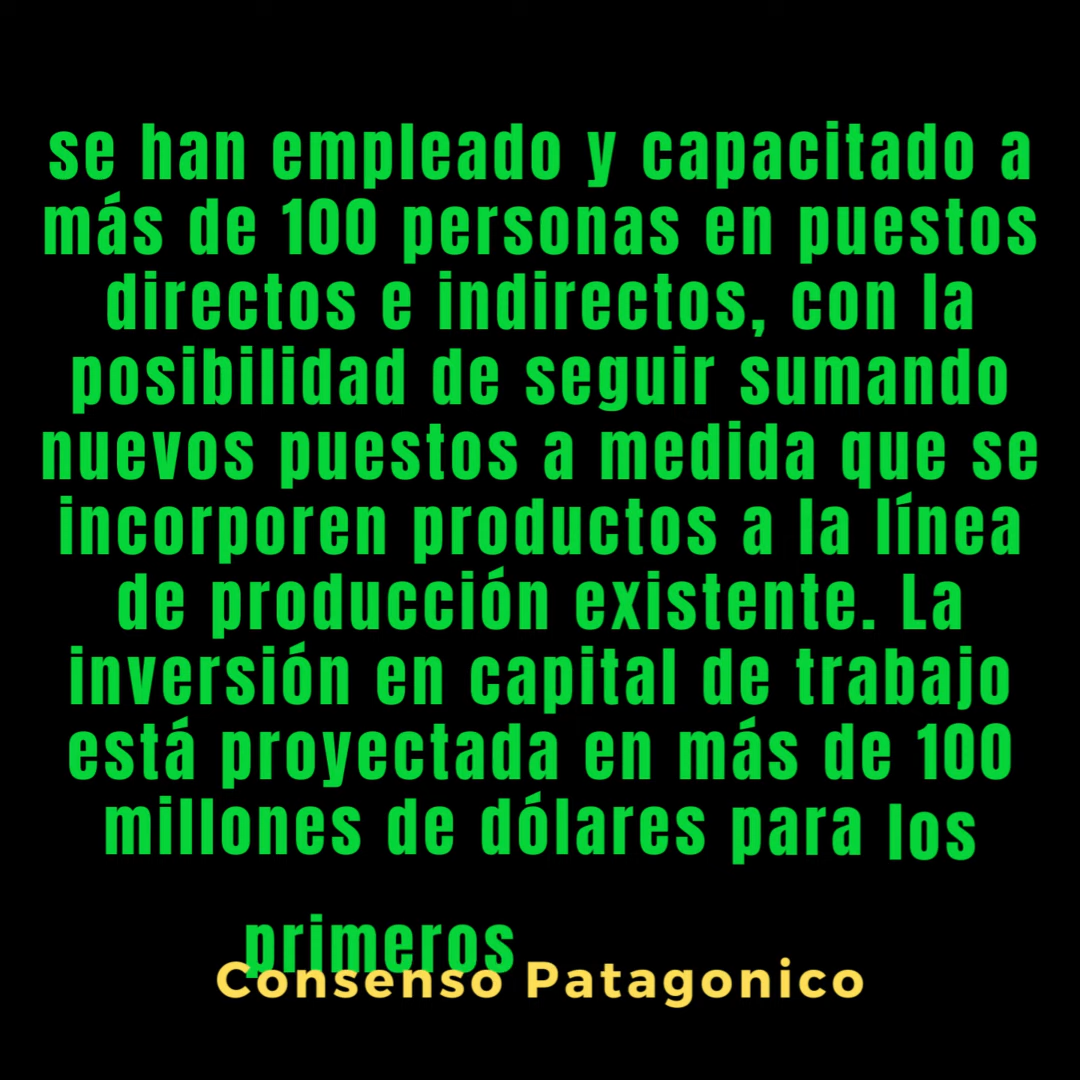 se han empleado y capacitado a
más de 100 personas en puestos
directos e indirectos, con la
posibilidad de seguir sumando
nuevos puestos a medida que se
incorporen productos a la línea
de producción existente. La
inversión en capital de trabajo
está proyectada en más de 100
millones de dólares para los
primeros
Consenso Patagonico